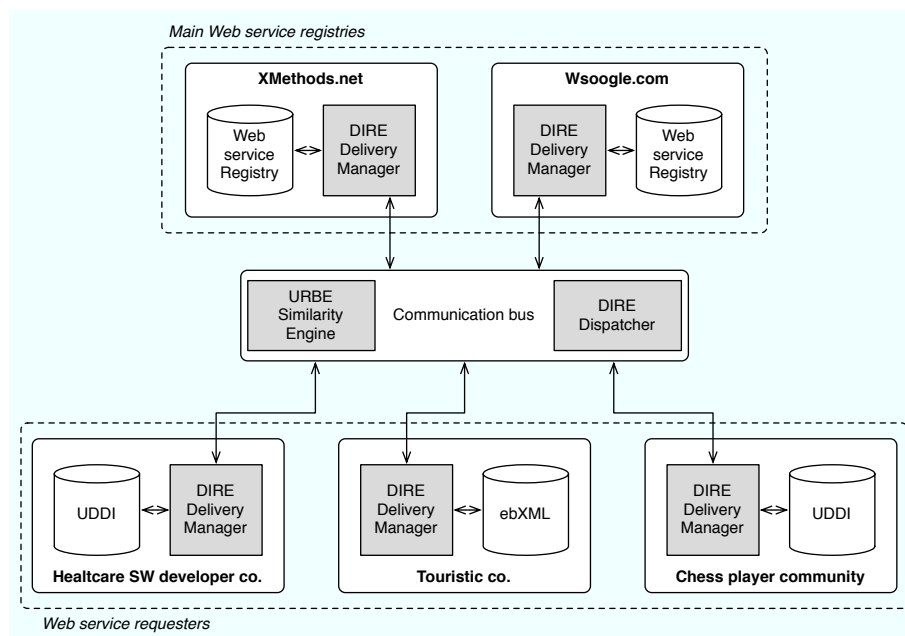 Main Web service registries
XMethods.net
Wsoogle.com
Web
service
Registry
DIRE
Delivery
Manager
DIRE
Delivery
Manager
Web
service
Registry
URBE
Similarity
Engine
Communication bus
DIRE
Dispatcher
UDDI
DIRE
Delivery
Manager
Healtcare SW developer co.
DIRE
Delivery
Manager
ebXML
Touristic co.
DIRE
Delivery
Manager
UDDI
Chess player community
Web service requesters